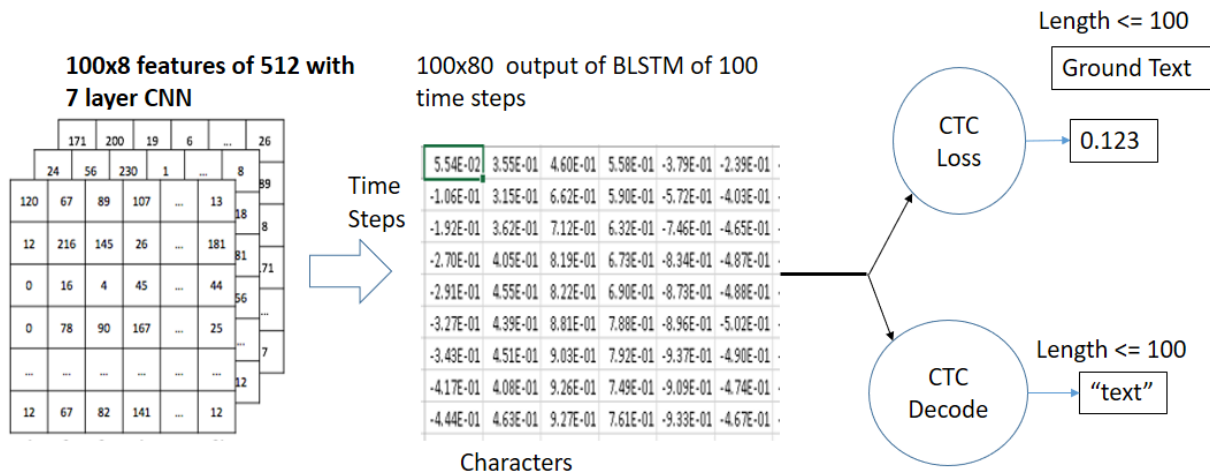 100x8 features of 512 with
7 layer CNN
171 200 19 6 ... 26
24 56 230 1 ... 8
89
120 67 89 107 ... 13
18
8
12 216 145 26 ... 181
81
71
0 16 4 45 ... 44
56
...
0 78 90 167 ... 25
...
7
... ... ... ... ... ...
12
12 67 82 141 ... 12
Time
Steps
100x80 output of BLSTM of 100
time steps
5.54E-02 3.55E-01 4.60E-01 5.58E-01 -3.79E-01 -2.39E-01
-1.06E-01 3.15E-01 6.62E-01 5.90E-01 -5.72E-01 -4.03E-01
-1.92E-01 3.62E-01 7.12E-01 6.32E-01 -7.46E-01 -4.65E-01
-2.70E-01 4.05E-01 8.19E-01 6.73E-01 -8.34E-01 -4.87E-01
-2.91E-01 4.55E-01 8.22E-01 6.90E-01 -8.73E-01 -4.88E-01
-3.27E-01 4.39E-01 8.81E-01 7.88E-01 -8.96E-01 -5.02E-01
-3.43E-01 4.51E-01 9.03E-01 7.92E-01 -9.37E-01 -4.90E-01
-4.17E-01 4.08E-01 9.26E-01 7.49E-01 -9.09E-01 -4.74E-01
-4.44E-01 4.63E-01 9.27E-01 7.61E-01 -9.33E-01 -4.67E-01
Characters
Length <= 100
Ground Text
CTC
Loss
0.123
Length <= 100
CTC
Decode
“text”